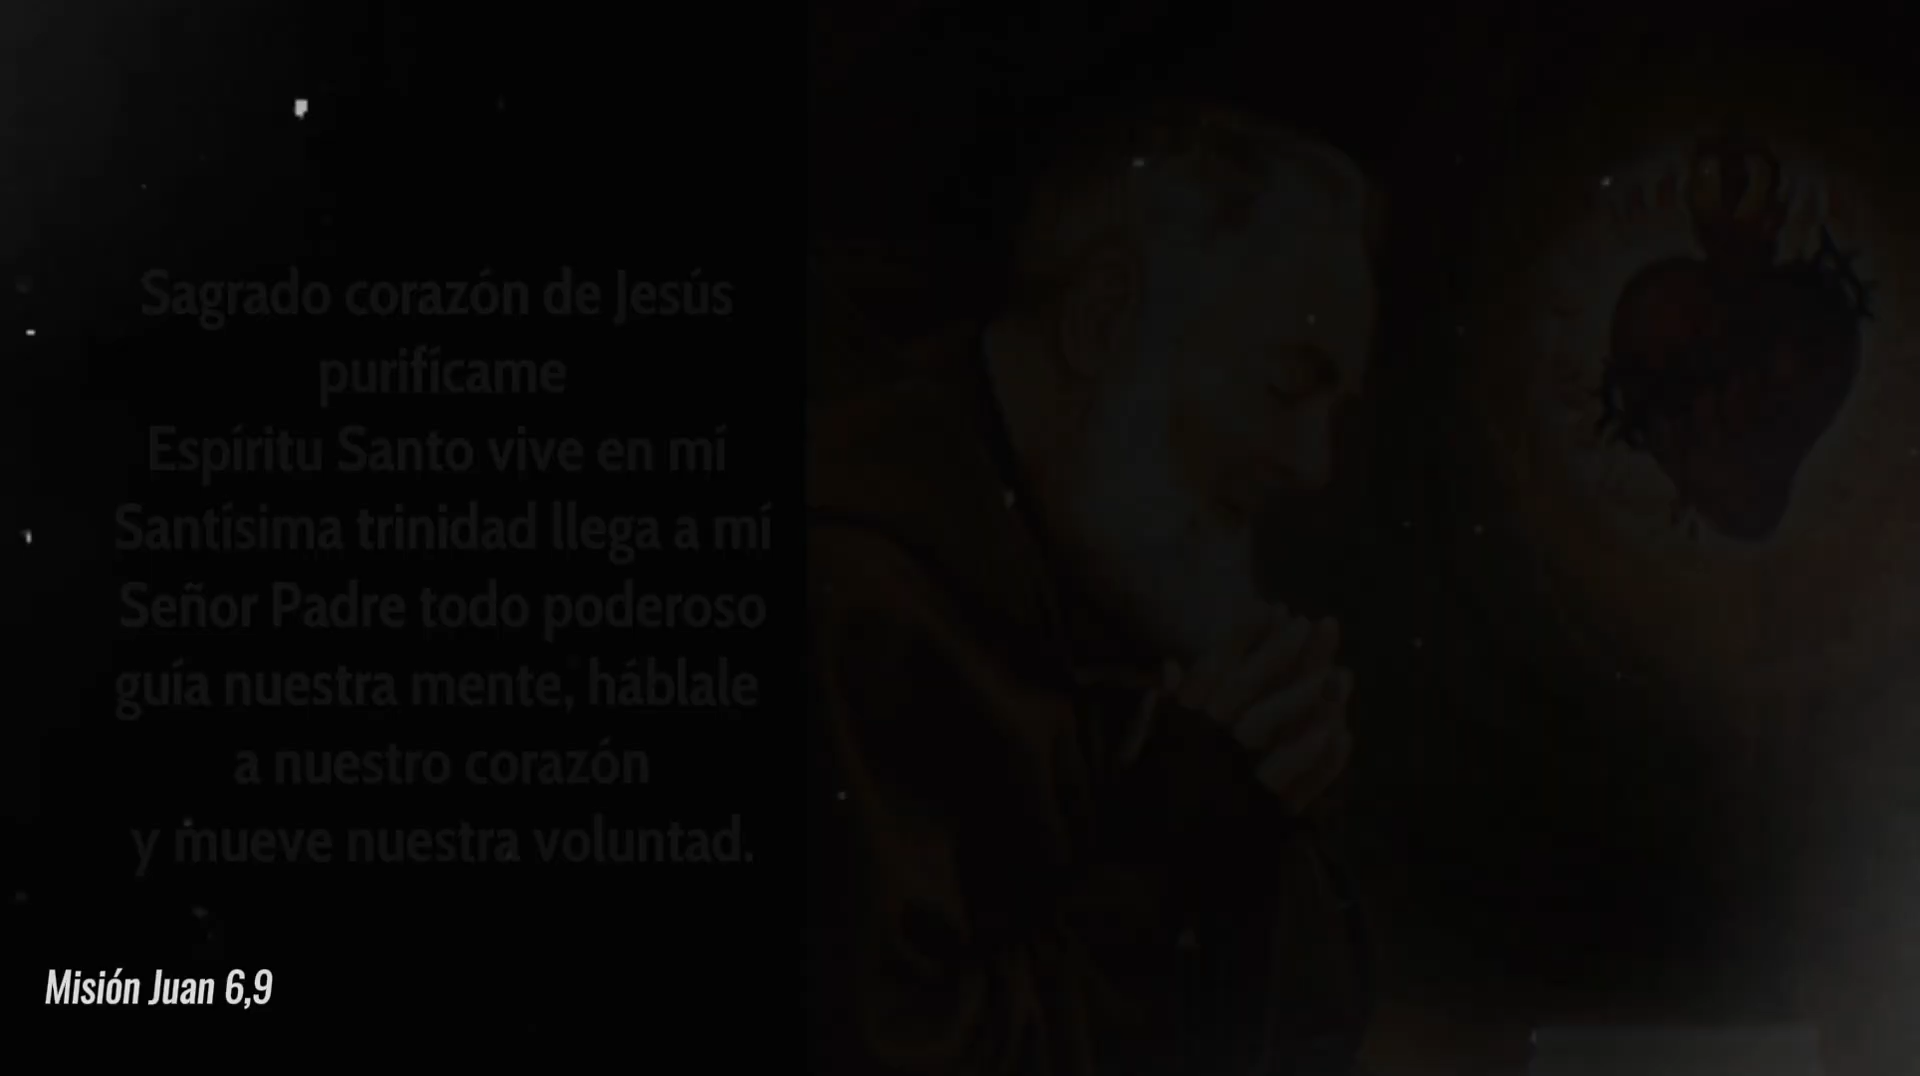 Sagrado corazón de Jesús
purifícame
Espíritu Santo vive en mí
Santísima trinidad llega a mí
Señor Padre todo poderoso
guía nuestra mente, háblale
a nuestro corazón
y mueve nuestra voluntad.
Misión Juan 6,9